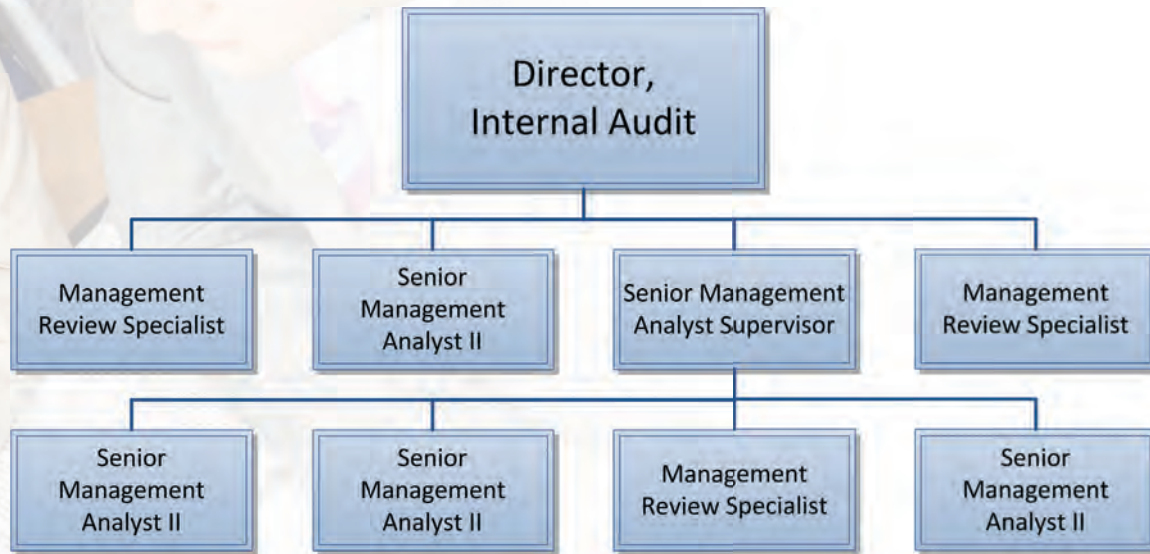 Director,
Internal Audit
Management
Review Specialist
Senior
Management
Analyst II
Senior Management
Analyst Supervisor
Management
Review Specialist
Senior
Management
Analyst II
Senior
Management
Analyst II
Management
Review Specialist
Senior
Management
Analyst II